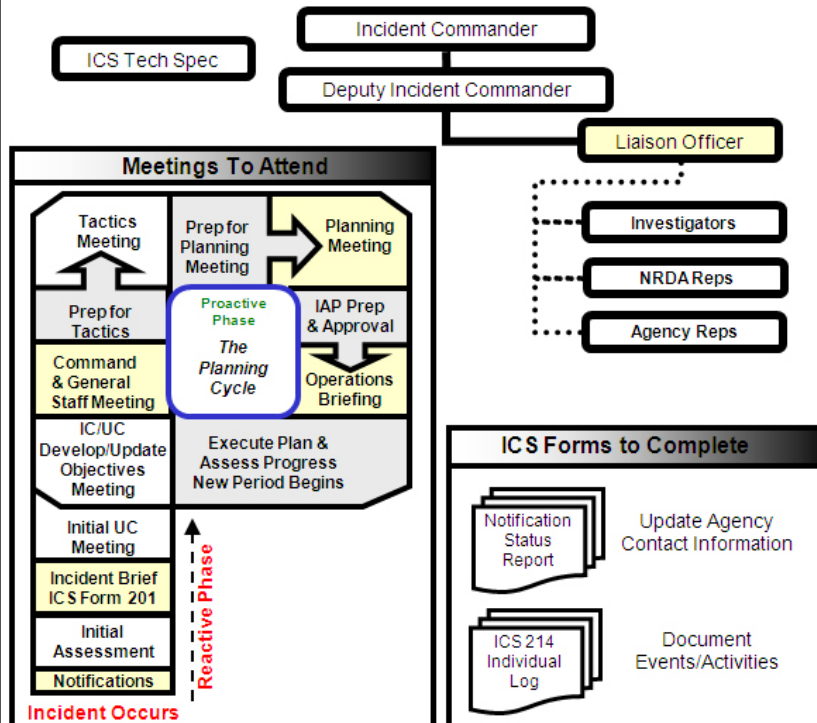 Incident Commander
ICS Tech Spec
Deputy Incident Commander
Liaison Officer
Investigators
NRDA Reps
Agency Reps
Meetings To Attend
Tactics
Meeting
Prep for
Planning
Meeting
Planning
Meeting
Prep for
Tactics
Proactive
Phase
The
Planning
Cycle
IAP Prep
& Approval
Command
& General
Staff Meeting
Operations
Briefing
IC/UC
Develop/Update
Objectives
Meeting
Execute Plan &
Assess Progress
New Period Begins
Initial UC
Meeting
Incident Brief
ICS Form 201
Initial
Assessment
Notifications
Reactive Phase
Incident Occurs
ICS Forms to Complete
Notification
Status
Report
Update Agency
Contact Information
ICS 214
Individual
Log
Document
Events/Activities